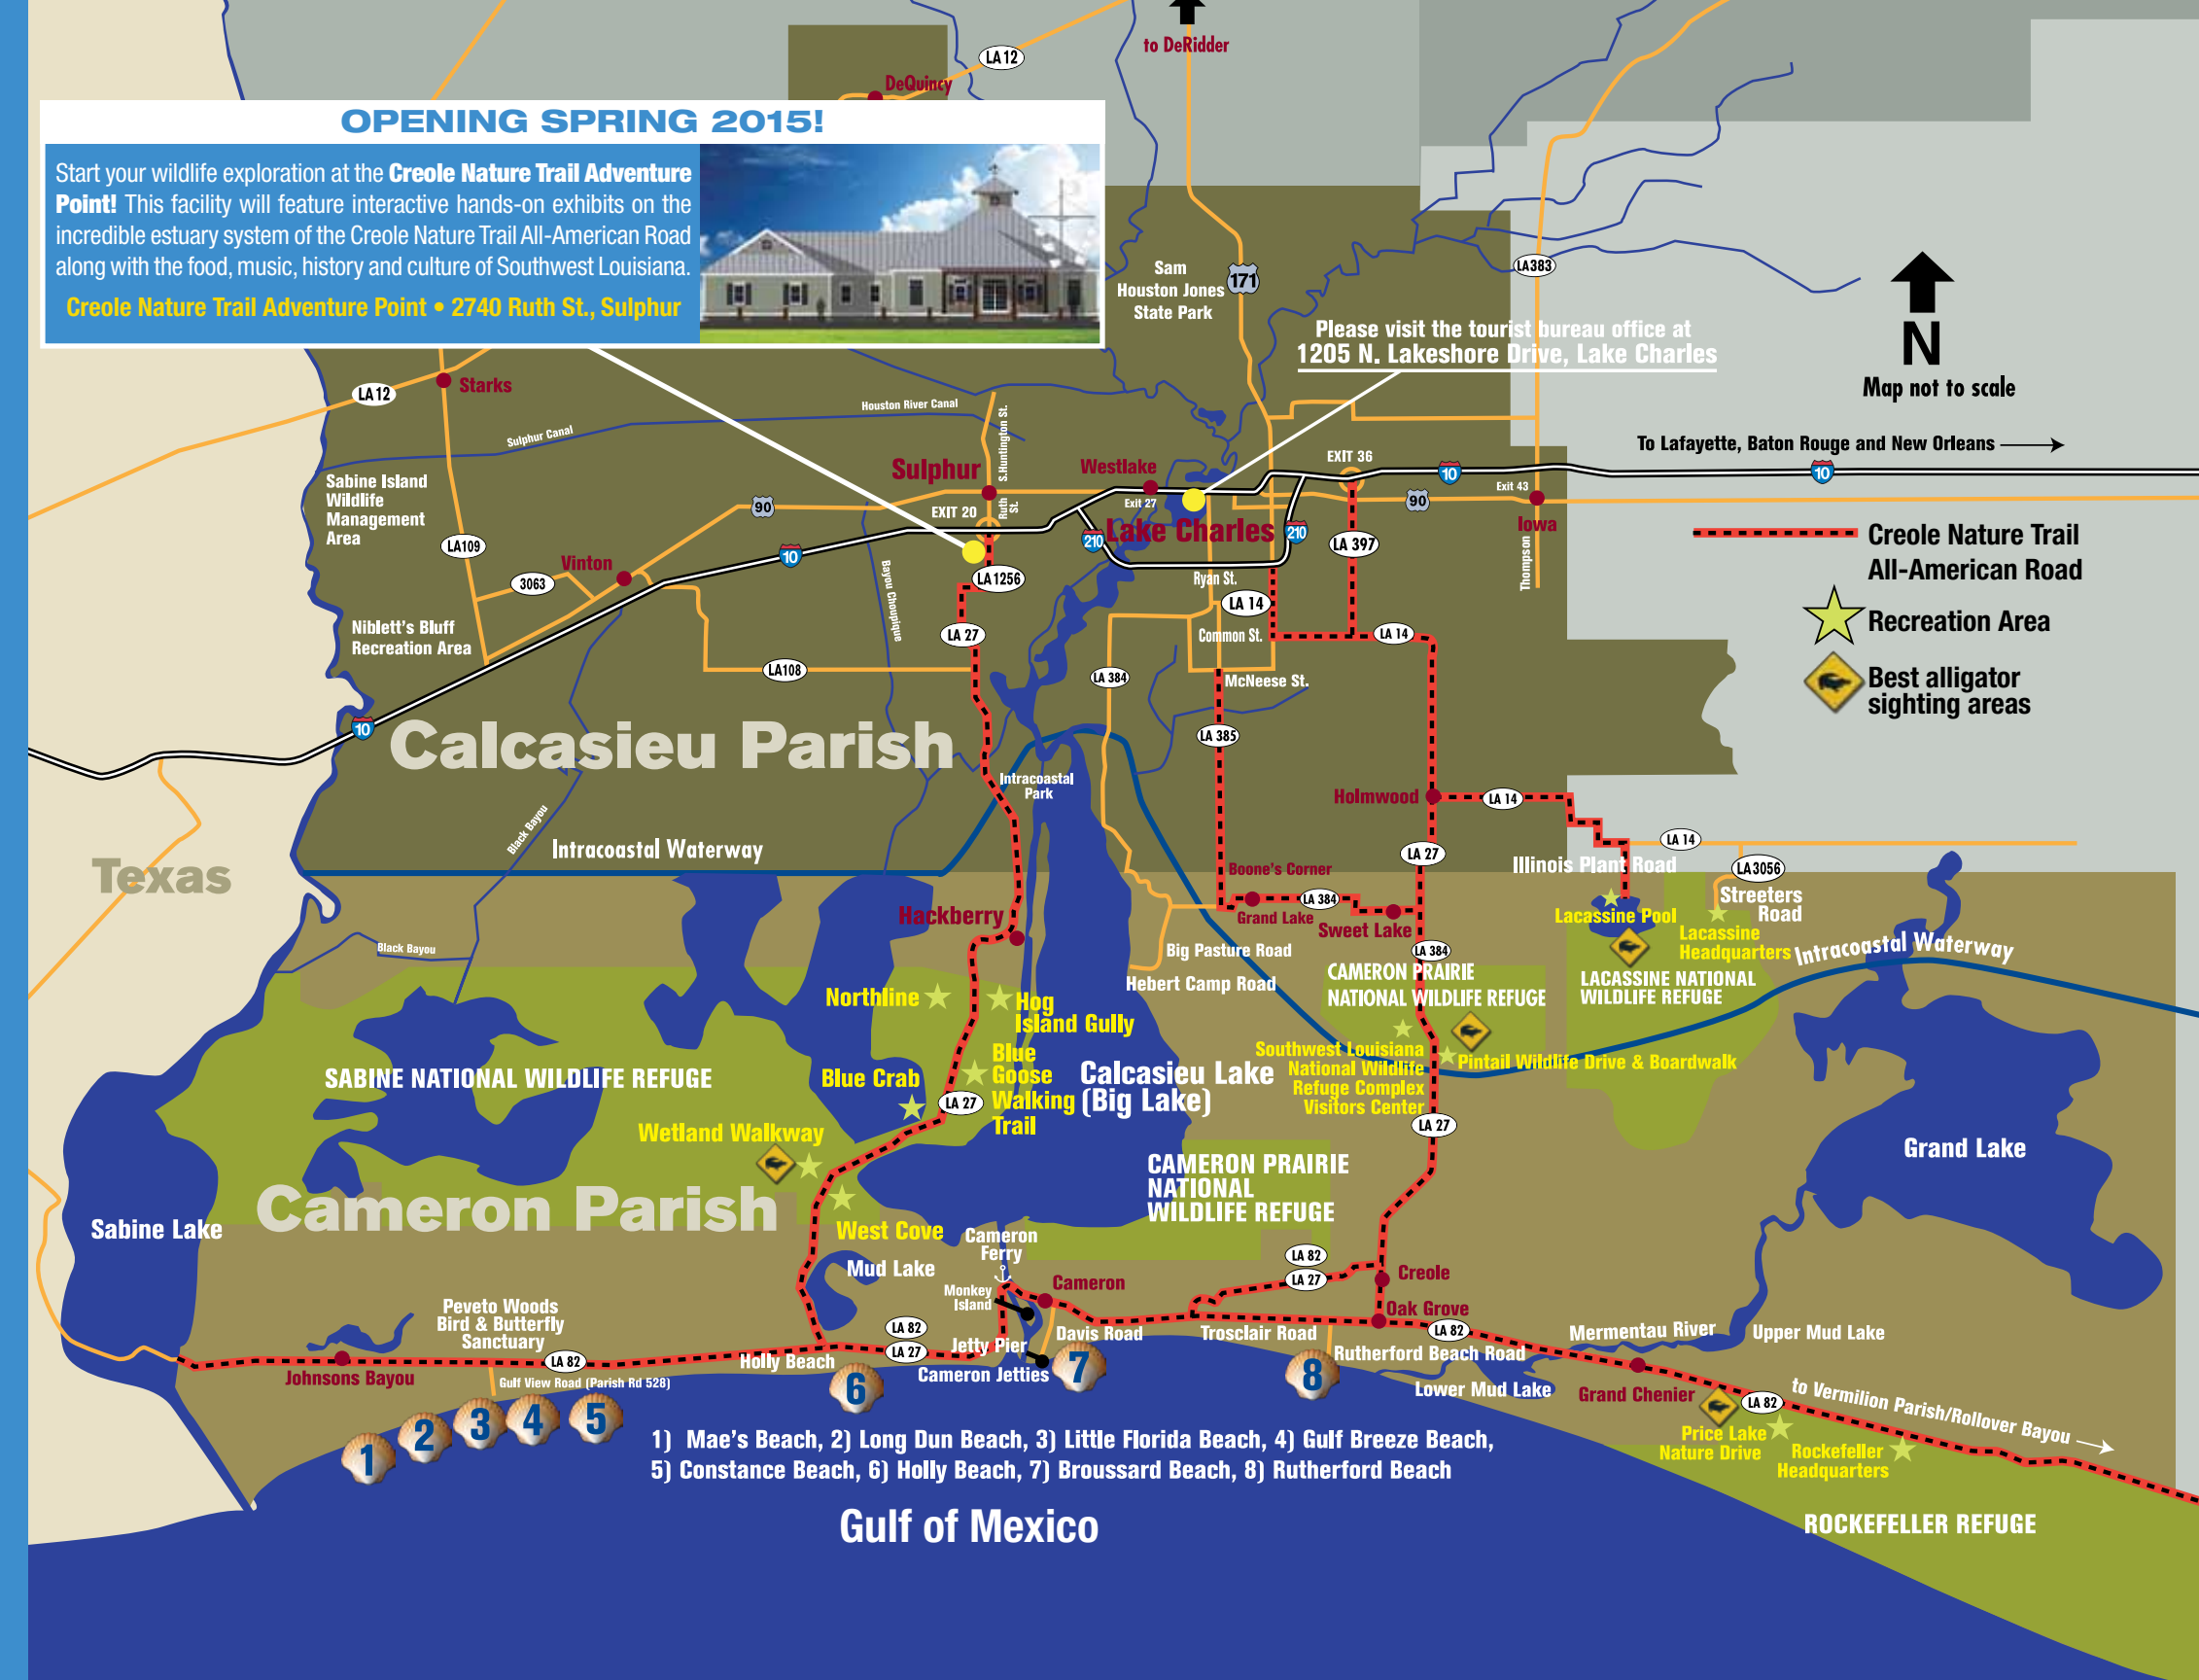 to DeRidder
LA 12
DeQuincy
OPENING SPRING 2015!
Start your wildlife exploration at the Creole Nature Trail Adventure
Point! This facility will feature interactive hands-on exhibits on the
incredible estuary system of the Creole Nature Trail All-American Road
along with the food, music, history and culture of Southwest Louisiana.
Creole Nature Trail Adventure Point • 2740 Ruth St., Sulphur
Sam
Houston Jones
State Park
171
LA383
N
Map not to scale
Please visit the tourist bureau office at
1205 N. Lakeshore Drive, Lake Charles
LA 12
Starks
Houston River Canal
Sulphur Canal
S.Huntington St.
To Lafayette, Baton Rouge and New Orleans
Sulphur
Westlake
EXIT 36
10
10
Sabine Island
Wildlife
Management
Area
90
EXIT 20
Ruth
St.
Exit 27
90
Exit 43
Iowa
Lake Charles
210
210
LA 397
LA109
10
Vinton
3063
LA1256
Bayou Choupique
Ryan St.
LA 14
Thompson
Creole Nature Trail
All-American Road
Recreation Area
Best alligator
sighting areas
Niblett's Bluff
Recreation Area
LA 27
Common St.
LA 14
LA108
LA 384
McNeese St.
10
Calcasieu Parish
LA 385
Intracoastal
Park
Holmwood
LA 14
Black Bayou
Intracoastal Waterway
LA 27
LA 14
Texas
Boone's Corner
Illinois Plant Road
LA3056
Streeters
Road
LA 384
Hackberry
Grand Lake
Sweet Lake
Lacassine Pool
Lacassine
Headquarters
Intracoastal Waterway
Black Bayou
Big Pasture Road
LA 384
Hebert Camp Road
CAMERON PRAIRIE
NATIONAL WILDLIFE REFUGE
LACASSINE NATIONAL
WILDLIFE REFUGE
Northline
Hog
Island Gully
Blue
Goose
Walking
Trail
SABINE NATIONAL WILDLIFE REFUGE
Blue Crab
LA 27
Calcasieu Lake
(Big Lake)
Southwest Louisiana
National Wildlife
Refuge Complex
Visitors Center
Pintail Wildlife Drive & Boardwalk
LA 27
Wetland Walkway
Grand Lake
CAMERON PRAIRIE
NATIONAL
WILDLIFE REFUGE
Cameron Parish
Sabine Lake
West Cove
Cameron
Ferry
Mud Lake
LA 82
LA 27
Creole
Monkey
Island
Cameron
Oak Grove
Peveto Woods
Bird & Butterfly
Sanctuary
LA 82
LA 27
Jetty Pier
Davis Road
Trosclair Road
LA 82
Mermentau River
Upper Mud Lake
LA 82
Holly Beach
Cameron Jetties
Rutherford Beach Road
Johnsons Bayou
Gulf View Road (Parish Rd 528)
Lower Mud Lake
Grand Chenier
LA 82
to Vermilion Parish/Rollover Bayou
1
2
3
4
5
6
7
8
Price Lake
Nature Drive
Rockefeller
Headquarters
1) Mae's Beach, 2) Long Dun Beach, 3) Little Florida Beach, 4) Gulf Breeze Beach,
5) Constance Beach, 6) Holly Beach, 7) Broussard Beach, 8) Rutherford Beach
Gulf of Mexico
ROCKEFELLER REFUGE